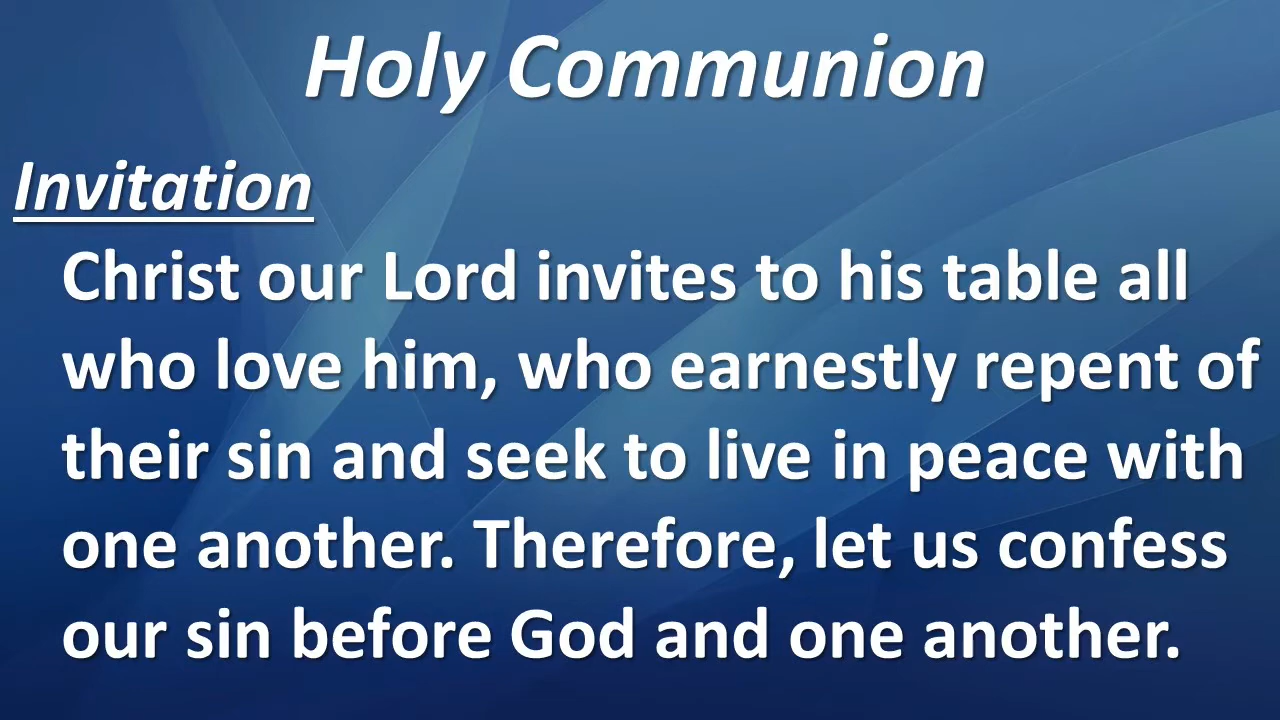 Holy Communion
Invitation
Christ our Lord invites to his table all
who love him, who earnestly repent of
their sin and seek to live in peace with
one another. Therefore, let us confess
our sin before God and one another.